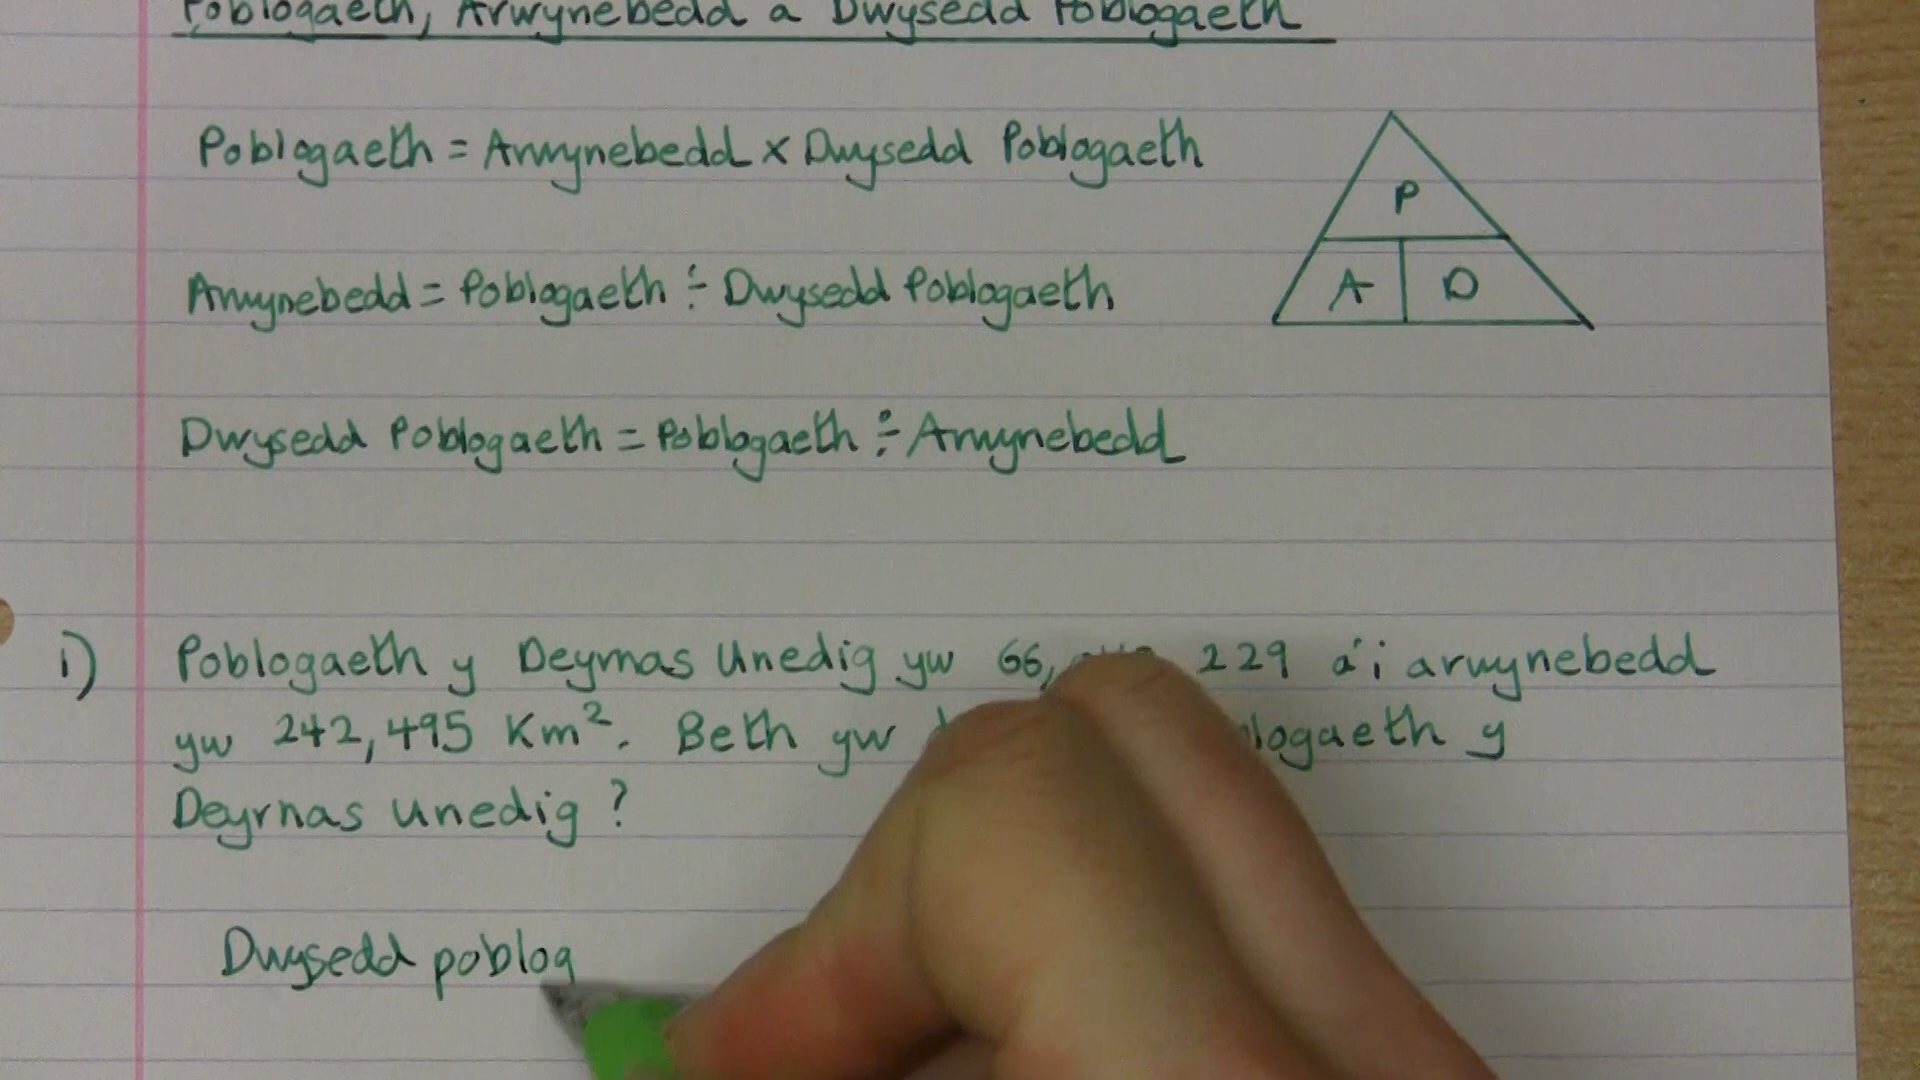 Poblogaeth, Arwynebedd a Dwysedd Poblogaeth
Poblogaeth = Arwynebedd x Dwysedd Poblogaeth
P
A D
Arwynebedd = Poblogaeth ÷ Dwysedd Poblogaeth
Dwysedd Poblogaeth = Poblogaeth ÷ Arwynebedd
i) Poblogaeth y Deyrnas Unedig yw 66, 229 a'i arwynebedd
yw 242,495 Km². Beth yw y
Deyrnas Unedig?
Dwysedd poblog